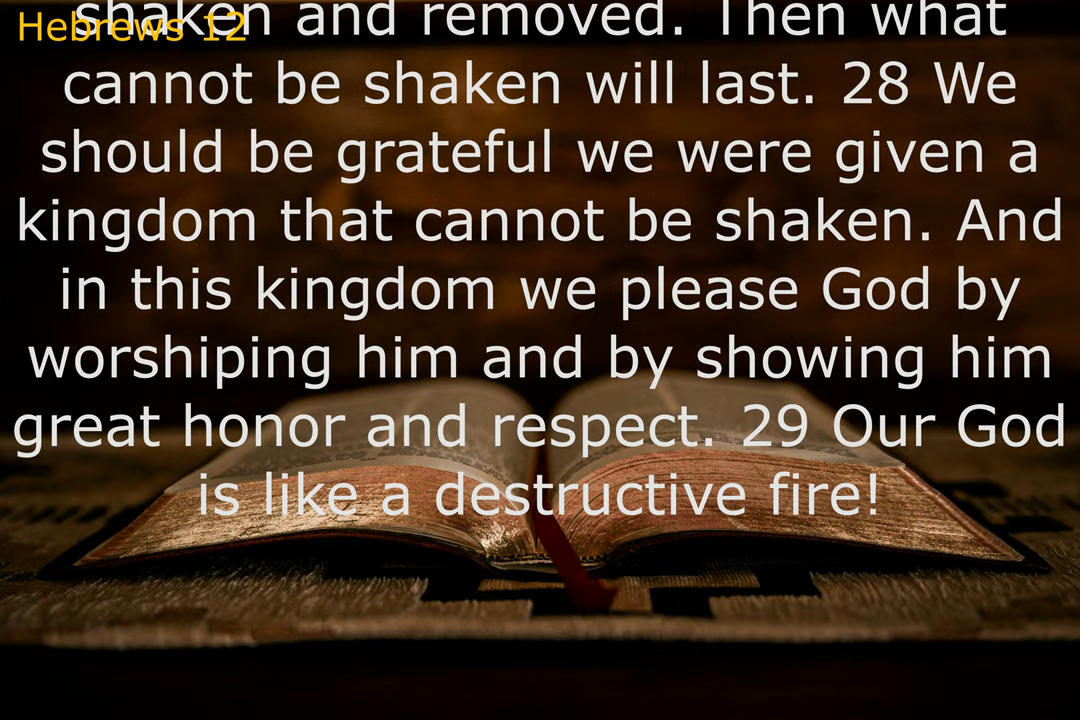 Hebrews 12
shaken and removed. Then what
cannot be shaken will last. 28 We
should be grateful we were given a
kingdom that cannot be shaken. And
in this kingdom we please God by
worshiping him and by showing him
great honor and respect. 29 Our God
is like a destructive fire!